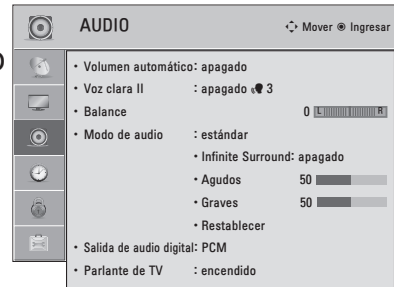 AUDIO
Mover Ingresar
• Volumen automático: apagado
• Voz clara II : apagado 3
• Balance 0 L R
• Modo de audio : estándar
• Infinite Surround: apagado
• Agudos 50
• Graves 50
• Restablecer
• Salida de audio digital: PCM
• Parlante de TV : encendido